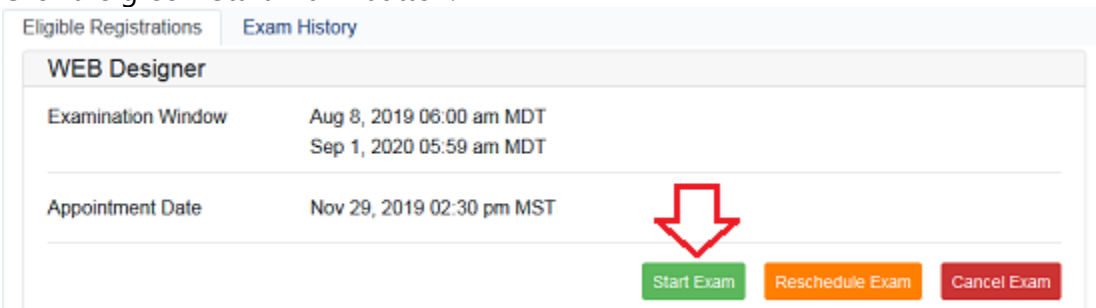 Eligible Registrations Exam History
WEB Designer
Examination Window Aug 8, 2019 06:00 am MDT
Sep 1, 2020 05:59 am MDT
Appointment Date Nov 29, 2019 02:30 pm MST
Start Exam Reschedule Exam Cancel Exam